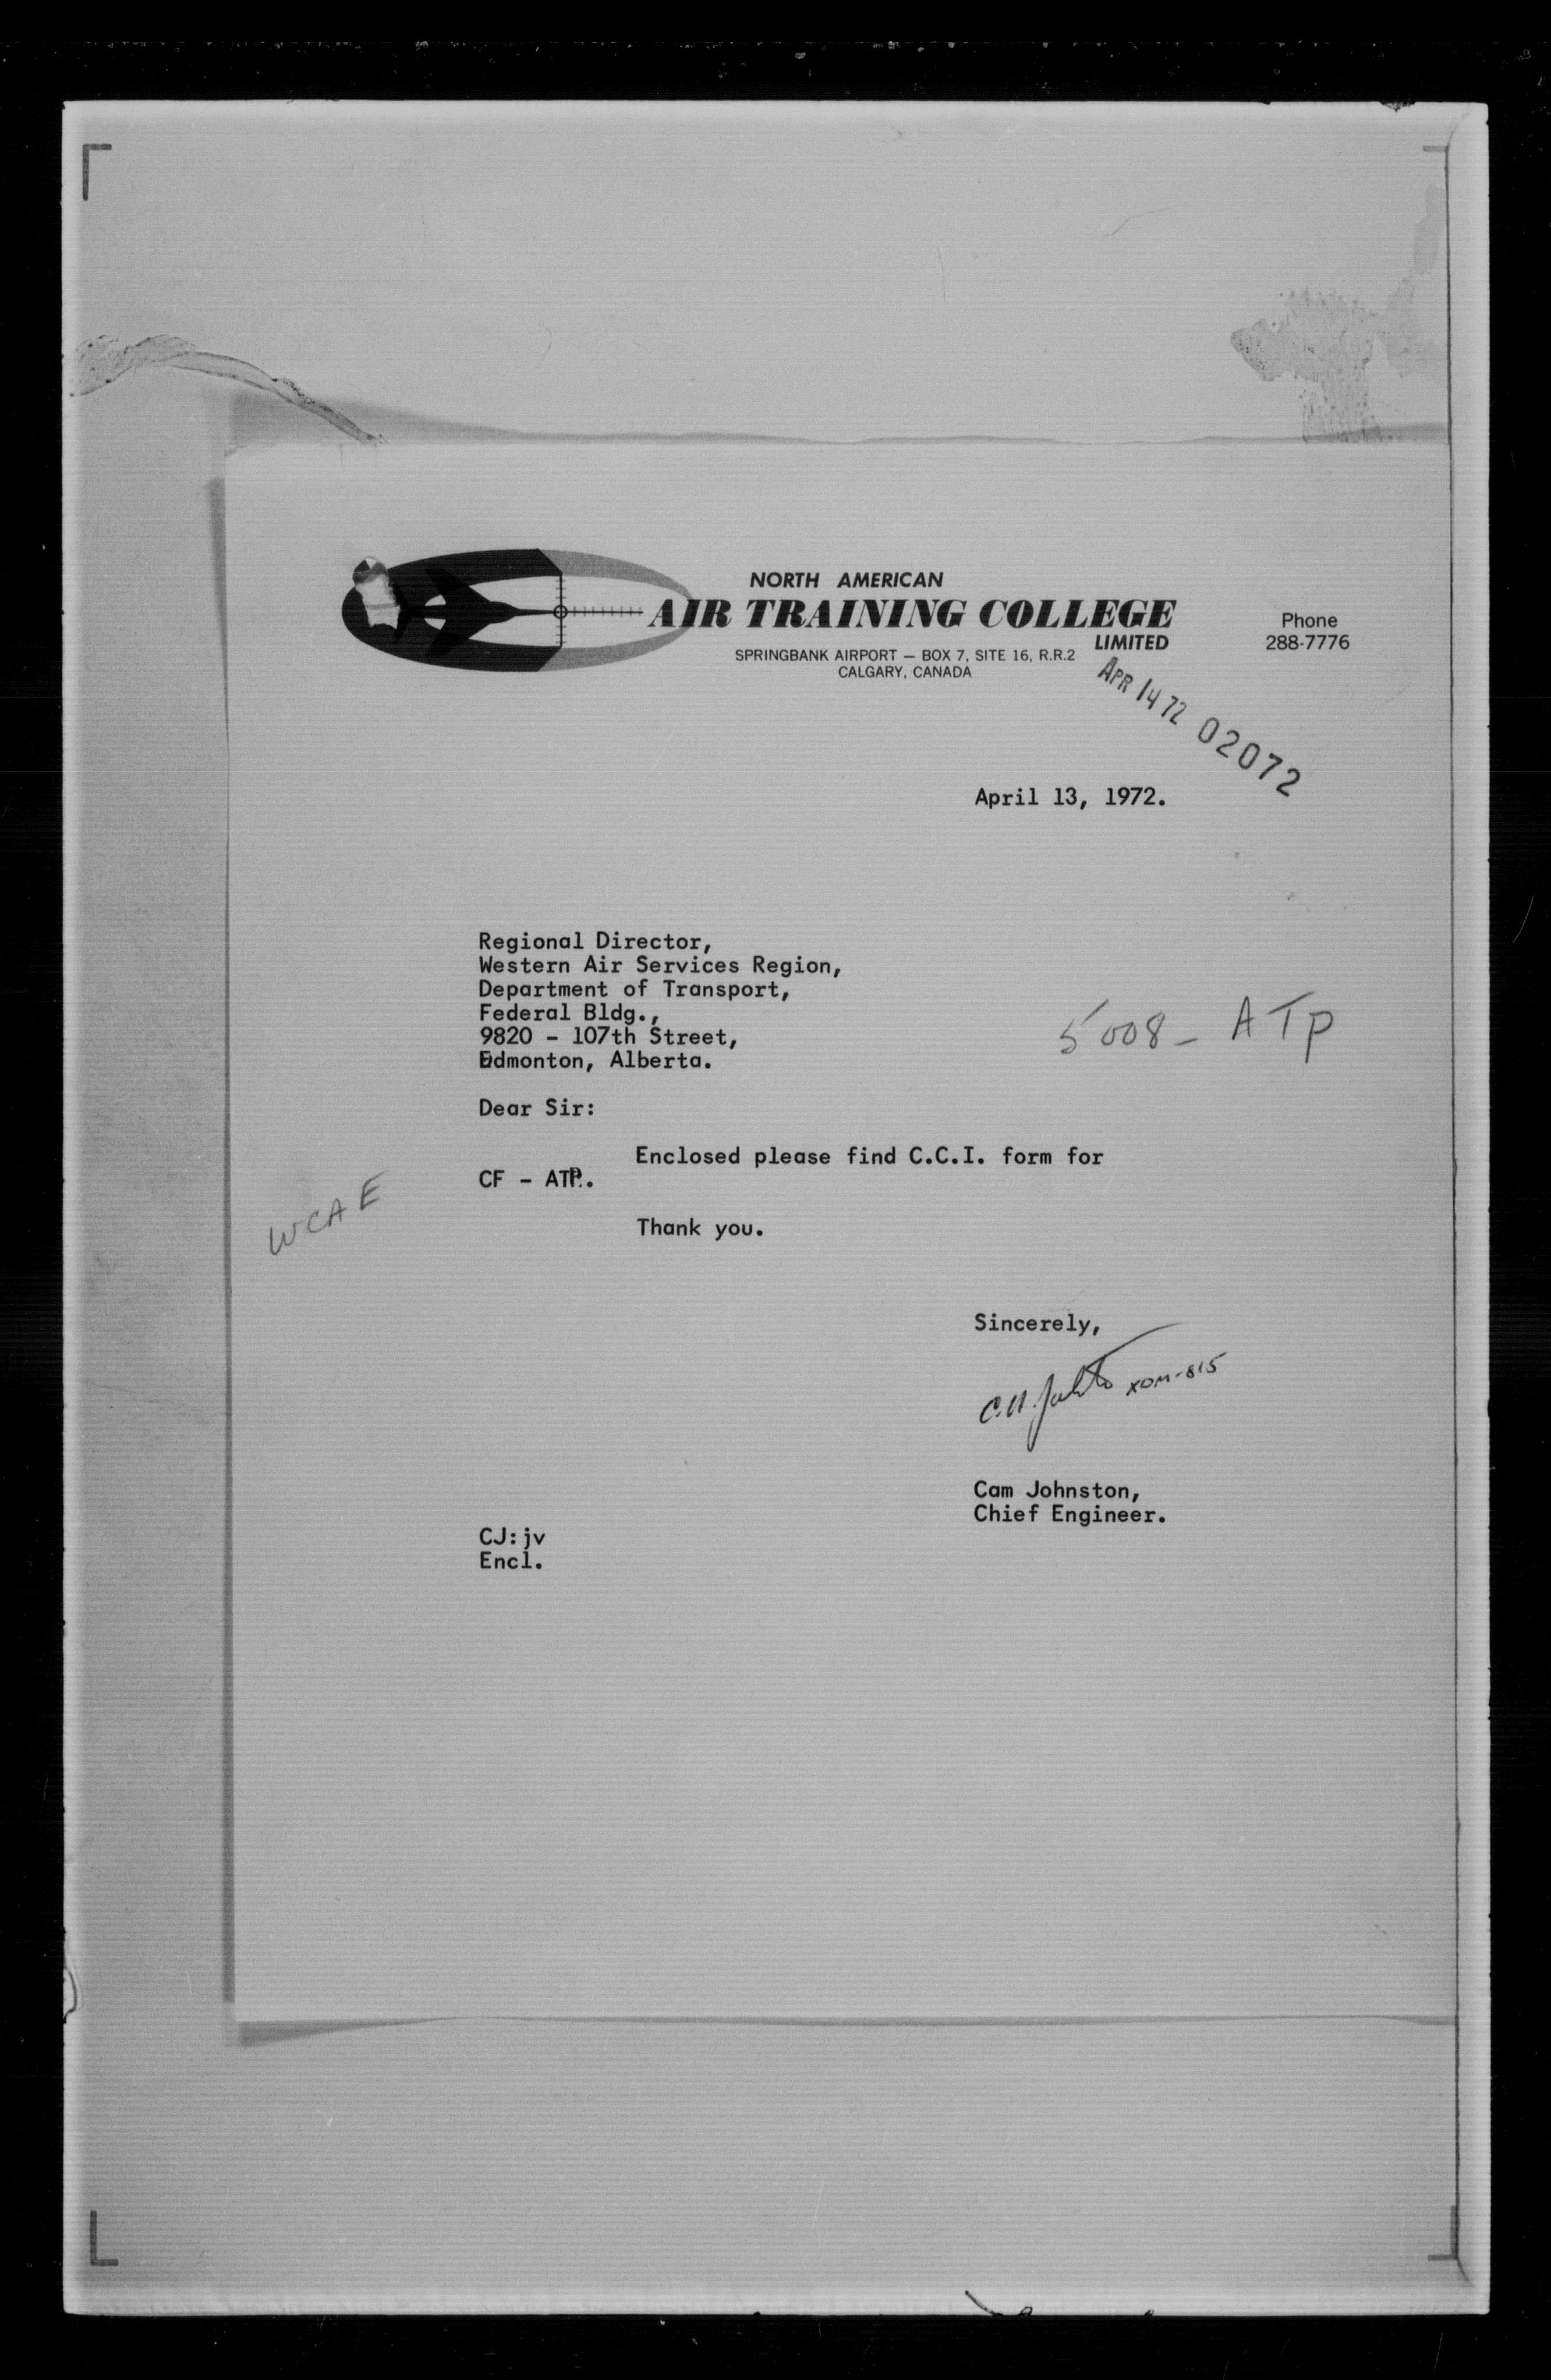 NORTH AMERICAN
AIR TRAINING COLLEGE
LIMITED
SPRINGBANK AIRPORT — BOX 7, SITE 16, R.R.2
CALGARY, CANADA
Phone
288-7776
APR 14 72 02072
April 13, 1972.
Regional Director,
Western Air Services Region,
Department of Transport,
Federal Bldg.,
9820 - 107th Street,
Edmonton, Alberta.
5008- ATP
Dear Sir:
Enclosed please find C.C.I. form for
CF - ATP.
WCAE
Thank you.
Sincerely,
XDM-815
Cam Johnston,
Chief Engineer.
CJ:jv
Encl.